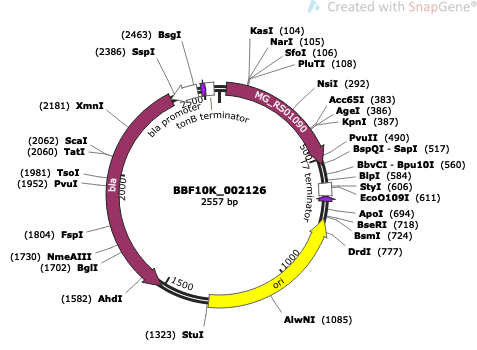 Created with SnapGene®
(2463) BsgI
(2386) SspI
KasI (104)
NarI (105)
SfoI (106)
PluTI (108)
NsiI (292)
Acc65I (383)
AgeI (386)
KpnI (387)
PvuII (490)
BspQI - SapI (517)
BbvCI - Bpu10I (560)
BlpI (584)
StyI (606)
EcoO109I (611)
ApoI (694)
BseRI (718)
BsmI (724)
DrdI (777)
AlwNI (1085)
(1323) StuI
(1582) AhdI
(1702) BglI
(1730) NmeAIII
(1804) FspI
(1952) PvuI
(1981) TsoI
(2060) TatI
(2062) ScaI
(2181) XmnI
2500
bla promoter
tonB terminator
MG_RS01090
500
T7 terminator
1000
ori
1500
2000
bla
BBF10K_002126
2557 bp